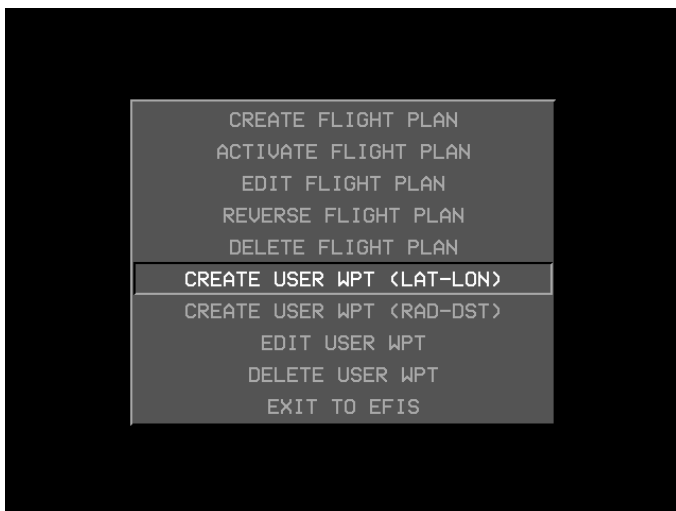 CREATE FLIGHT PLAN
ACTIVATE FLIGHT PLAN
EDIT FLIGHT PLAN
REVERSE FLIGHT PLAN
DELETE FLIGHT PLAN
CREATE USER WPT (LAT-LON)
CREATE USER WPT (RAD-DST)
EDIT USER WPT
DELETE USER WPT
EXIT TO EFIS